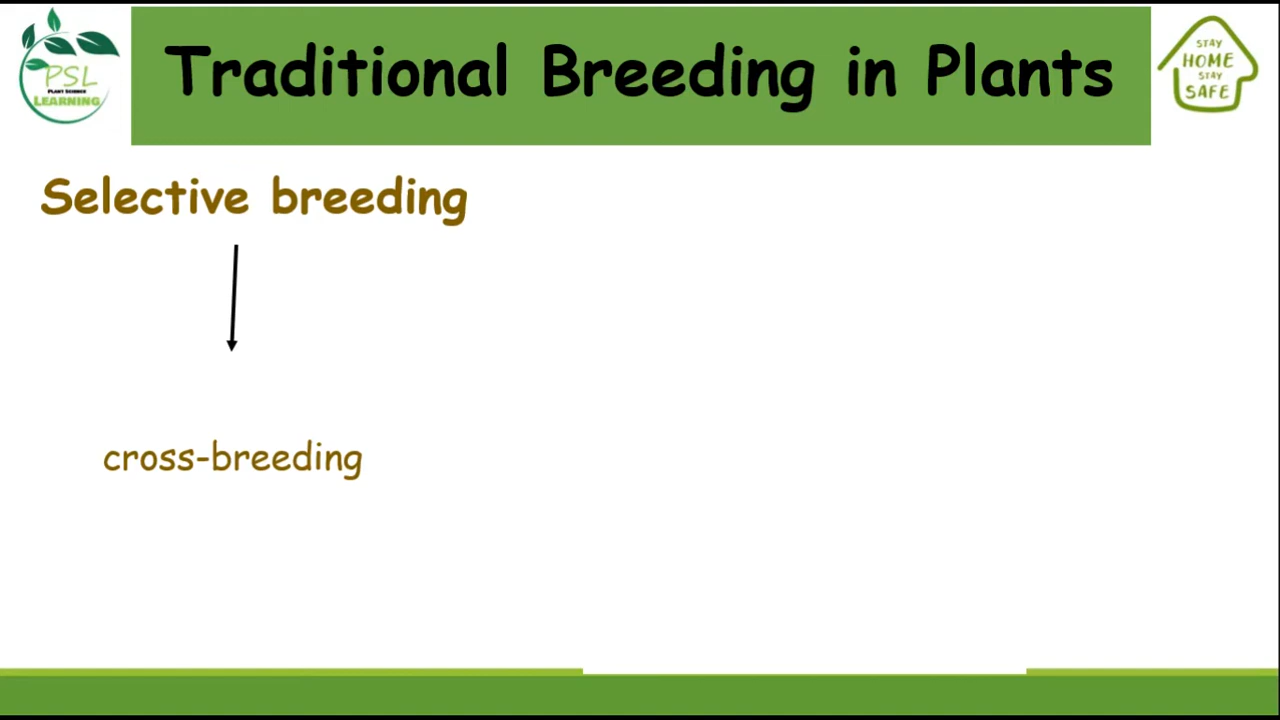 Traditional Breeding in Plants
PSL
PLANT SCIENCE
LEARNING
STAY
HOME
STAY
SAFE
Selective breeding
cross-breeding